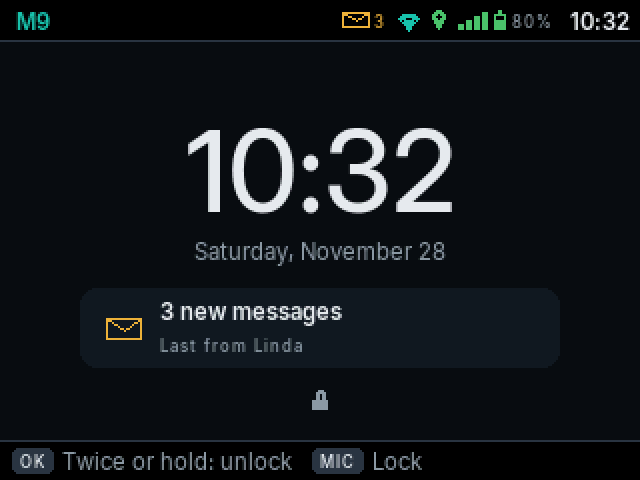 M9 3 80% 10:32
10:32
Saturday, November 28
3 new messages
Last from Linda
OK Twice or hold: unlock MIC Lock